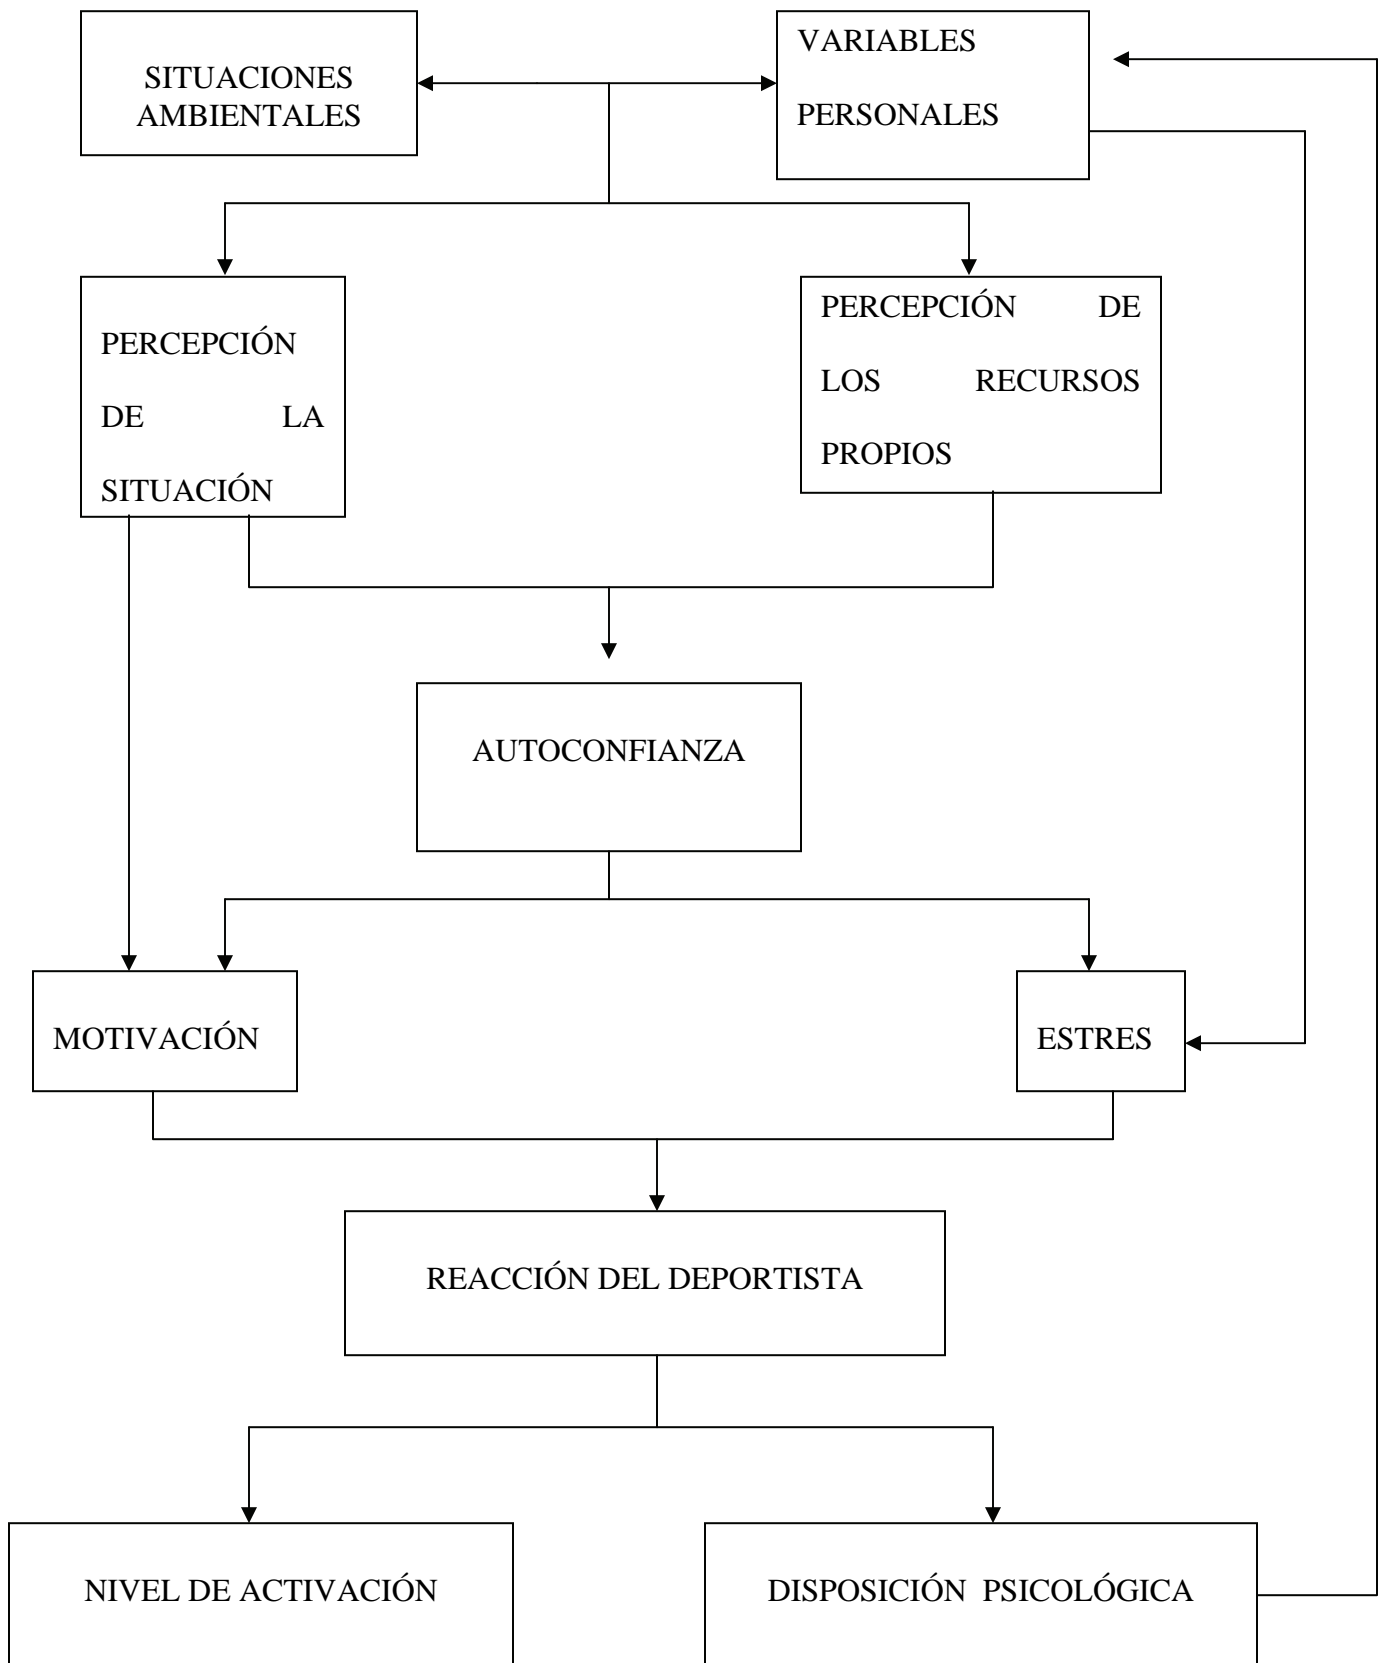 SITUACIONES
AMBIENTALES
VARIABLES
PERSONALES
PERCEPCIÓN
DE LA
SITUACIÓN
PERCEPCIÓN DE
LOS RECURSOS
PROPIOS
AUTOCONFIANZA
MOTIVACIÓN
ESTRES
REACCIÓN DEL DEPORTISTA
NIVEL DE ACTIVACIÓN
DISPOSICIÓN PSICOLÓGICA